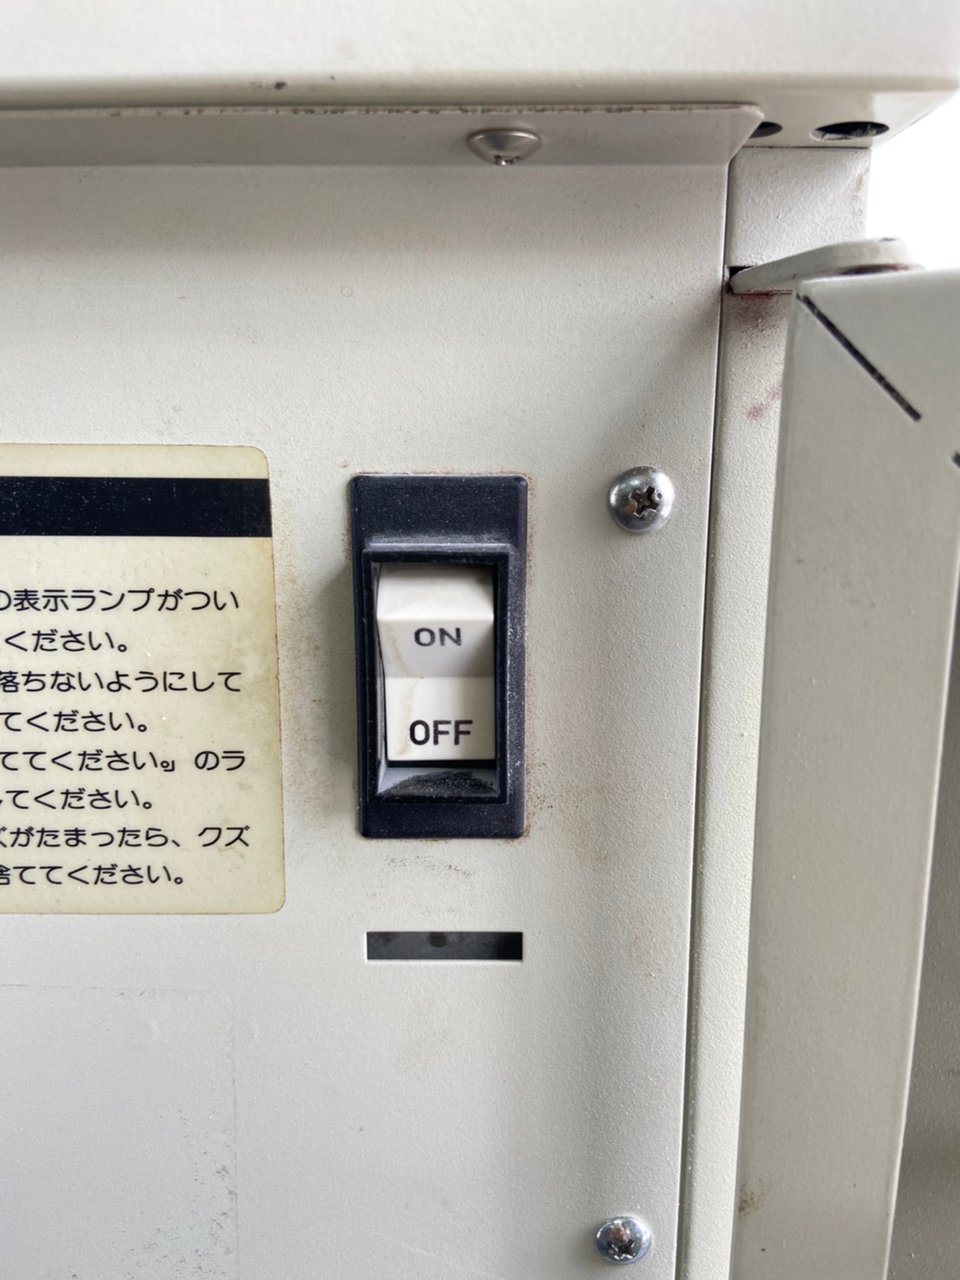 の表示ランプがつい
ください。
落ちないようにして
てください。
ててください。』のラ
してください。
ズがたまったら、クズ
捨ててください。
ON
OFF